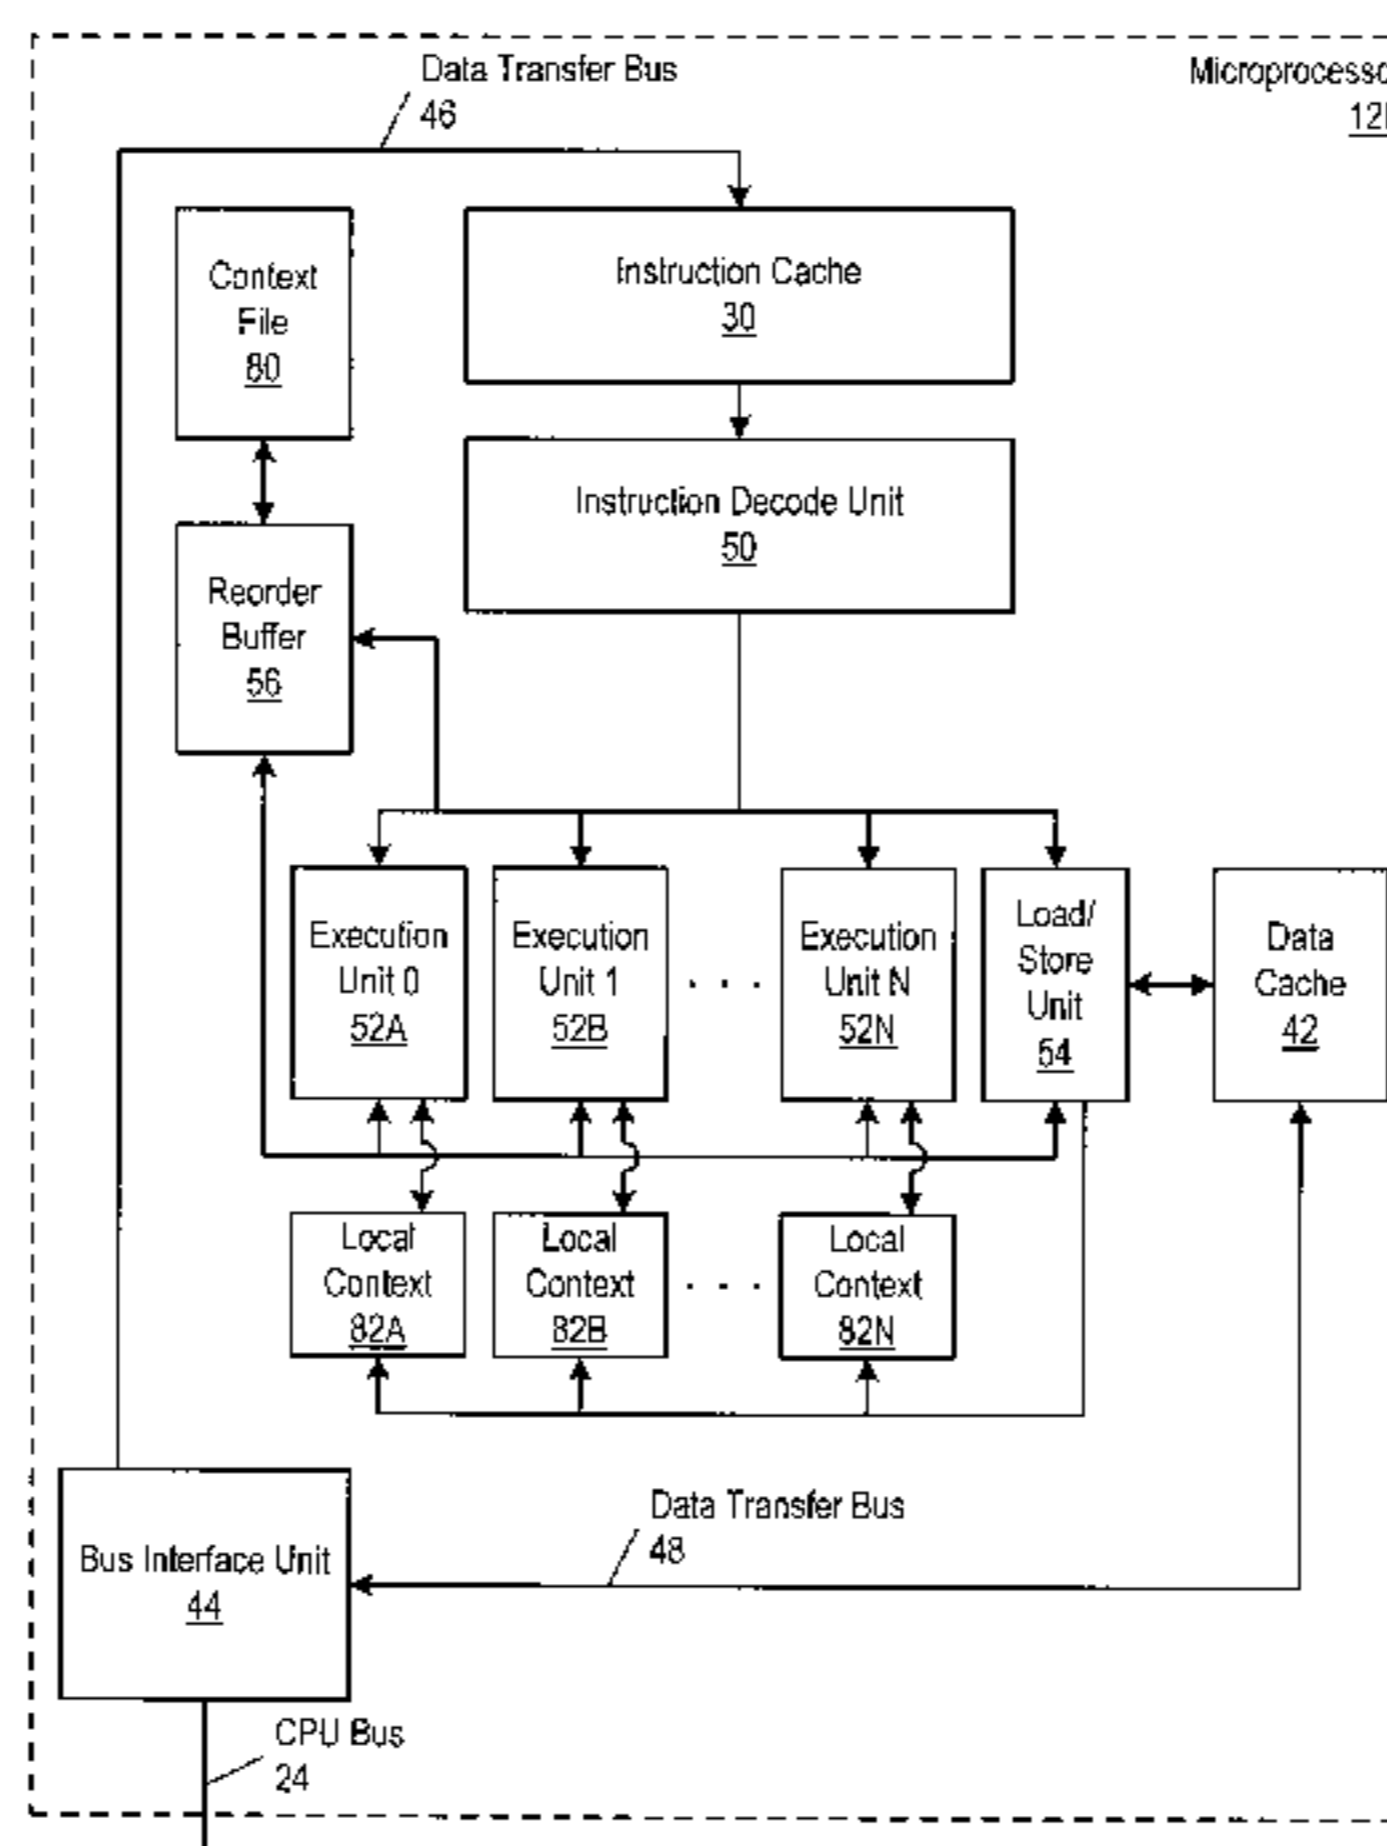 Data Transfer Bus
46
Microprocesso
12
Context
File
80
Instruction Cache
30
Instruction Decode Unit
50
Reorder
Buffer
56
Execution
Unit 0
52A
Execution
Unit 1
52B
. . .
Execution
Unit N
52N
Load/
Store
Unit
54
Data
Cache
42
Local
Context
82A
Local
Context
82B
. . .
Local
Context
82N
Bus Interface Unit
44
Data Transfer Bus
48
CPU Bus
24